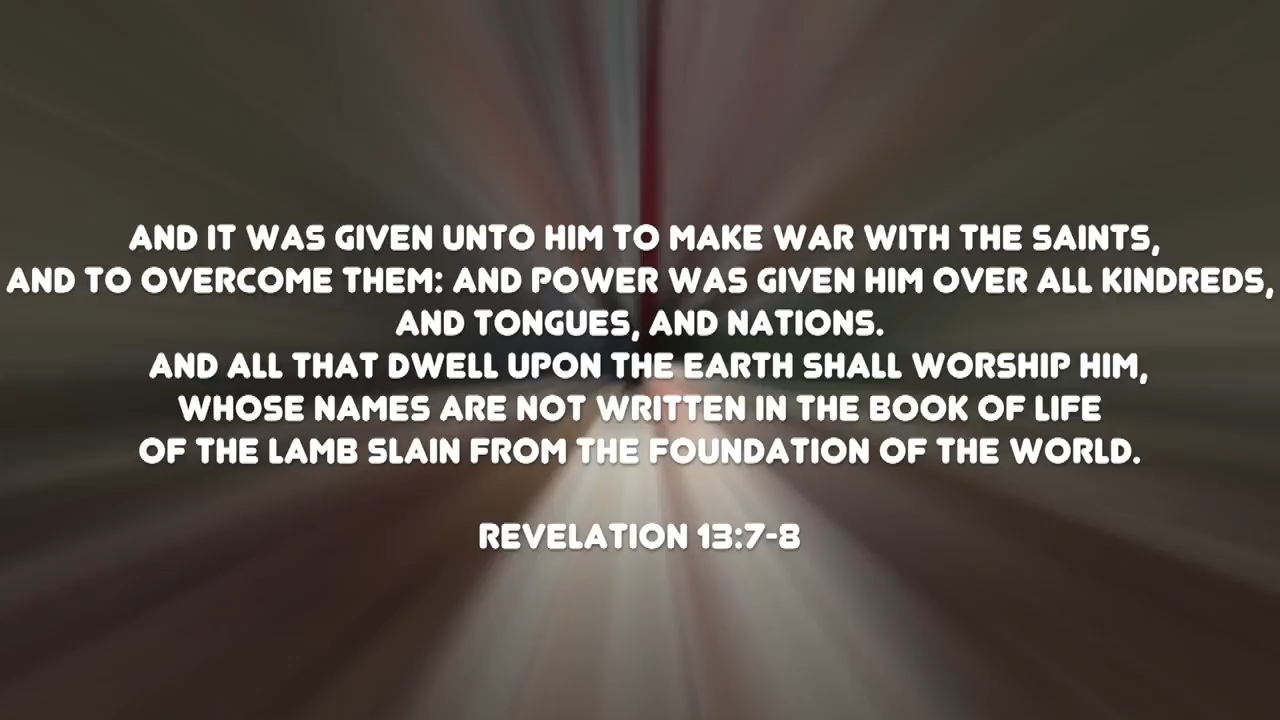 AND IT WAS GIVEN UNTO HIM TO MAKE WAR WITH THE SAINTS,
AND TO OVERCOME THEM: AND POWER WAS GIVEN HIM OVER ALL KINDREDS,
AND TONGUES, AND NATIONS.
AND ALL THAT DWELL UPON THE EARTH SHALL WORSHIP HIM,
WHOSE NAMES ARE NOT WRITTEN IN THE BOOK OF LIFE
OF THE LAMB SLAIN FROM THE FOUNDATION OF THE WORLD.
REVELATION 13:7-8